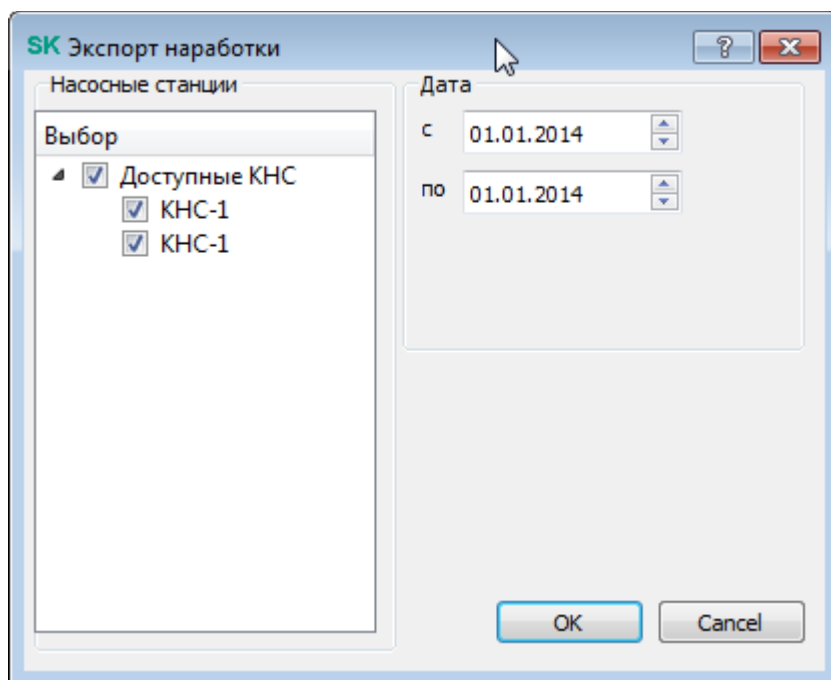 SK Экспорт наработки
Насосные станции
Выбор
Доступные КНС
КНС-1
КНС-1
Дата
с 01.01.2014
по 01.01.2014
OK Cancel